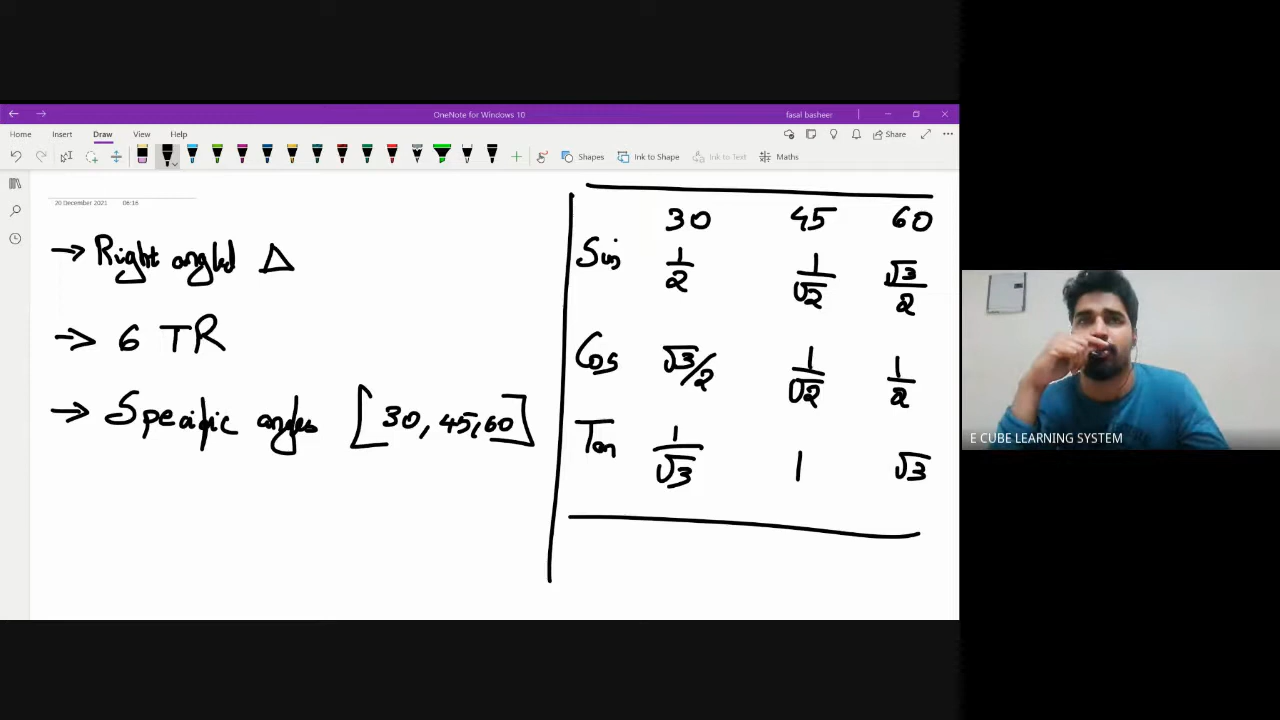 OneNote for Windows 10
fasal basheer
Home Insert Draw View Help
Share
Shapes Ink to Shape Ink to Text Maths
20 December 2021 06:16
→ Right angled Δ
→ 6 TR
→ Specific angles [30, 45, 60]
30 45 60
Sin 1/2 1/√2 √3/2
Cos √3/2 1/√2 1/2
Tan 1/√3 1 √3
E CUBE LEARNING SYSTEM